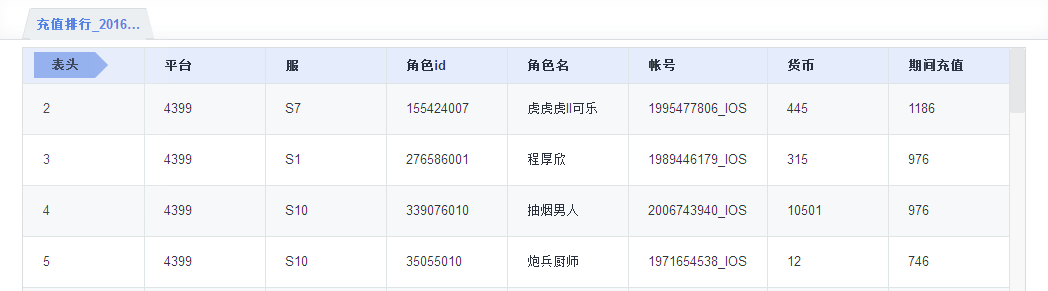 充值排行_2016...
表头 平台 服 角色id 角色名 帐号 货币 期间充值
2 4399 S7 155424007 虎虎虎II可乐 1995477806_IOS 445 1186
3 4399 S1 276586001 程厚欣 1989446179_IOS 315 976
4 4399 S10 339076010 抽烟男人 2006743940_IOS 10501 976
5 4399 S10 35055010 炮兵厨师 1971654538_IOS 12 746